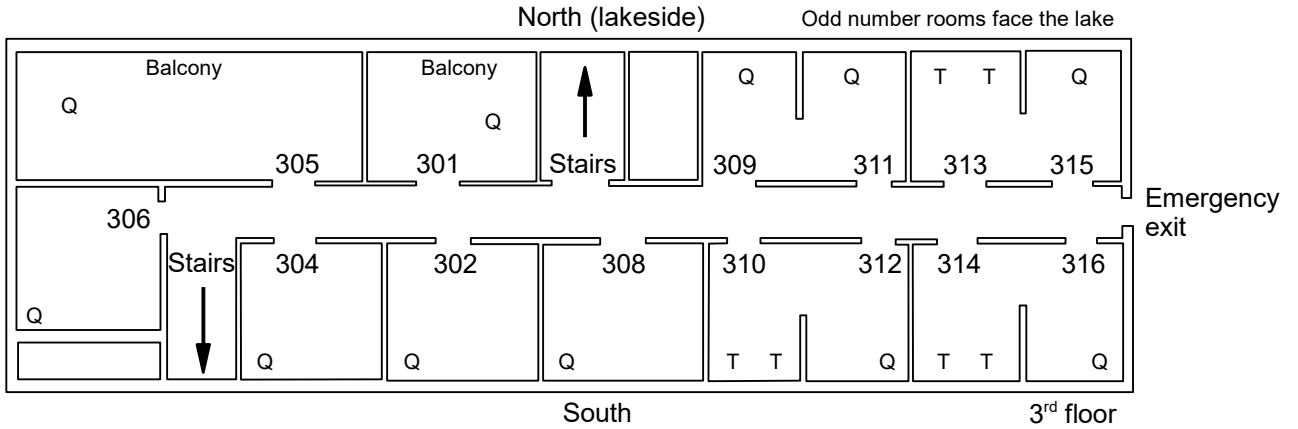 North (lakeside)
Odd number rooms face the lake
Balcony
Balcony
Q
Q
Q
Q
T T
Q
305
301
Stairs
309
311
313
315
306
Emergency
exit
Stairs
304
302
308
310
312
314
316
Q
Q
Q
Q
T T
Q
T T
Q
South
3rd floor